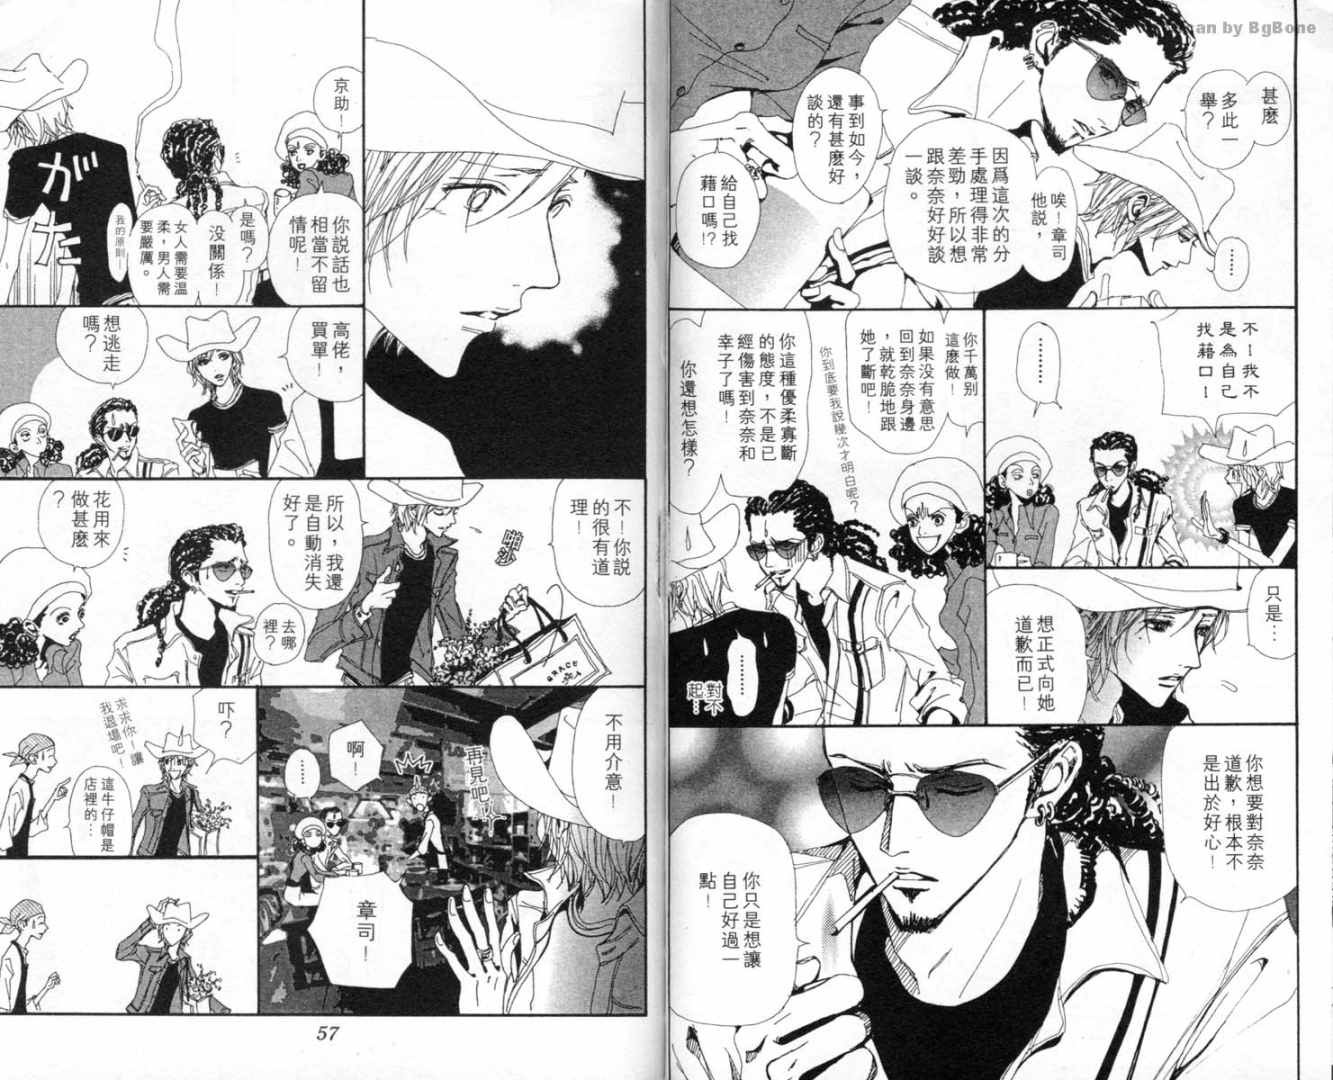 Scan by BgBone
甚麼
多此一
舉？
唉！章司
他說，
因爲這次的分
手處理得非常
差勁，所以想
跟奈奈好好談
一談。
……
事到如今，
還有甚麼好
談的？
給自己找
藉口嗎!?
不！我不
是為自己
找藉口！
………
你千萬別
這麼做！
如果没有意思
回到奈奈身邊
，就乾脆地跟
她了斷吧！
你到底要我說幾次才明白呢？
你這種優柔寡斷
的態度，不是已
經傷害到奈奈和
幸子了嗎！
你還想怎樣？
………
對不
起…
只是…
想正式向她
道歉而已！
你想要對奈奈
道歉，根本不
是出於好心！
你只是想讓
自己好過一
點！
京助！
你說話也
相當不留
情呢！
是嗎？
没關係！
女人需要溫
柔，男人需
要嚴厲。
我的原則
がーた
高佬，
買單！
想逃走
嗎？
不！你說
的很有道
理！
啪沙
GRACE
所以，我還
是自動消失
好了。
去哪
裡？
花用來
做甚麼
？
不用介意！
再見吧！
啊！
……
章司！
吓？
來來你！讓
我退場吧！
這牛仔帽是
店裡的…
57